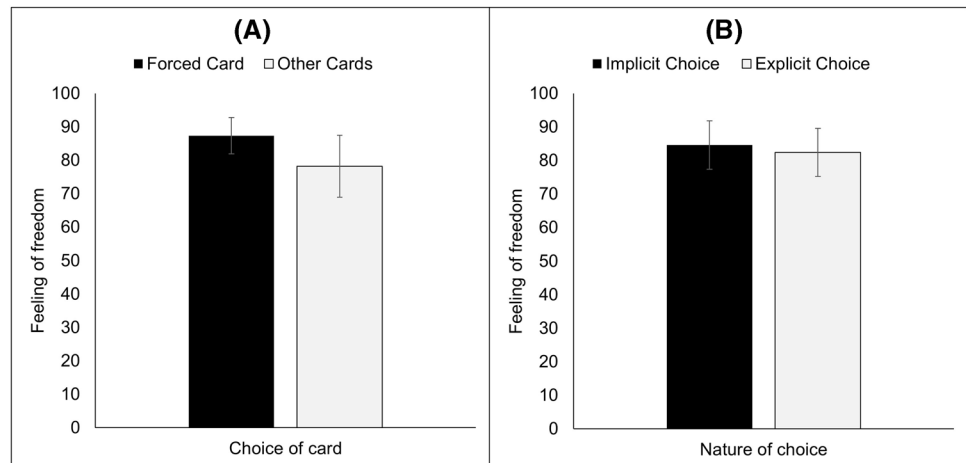 (A)
Forced Card Other Cards
100
90
80
70
60
50
40
30
20
10
0
Feeling of freedom
Choice of card
(B)
Implicit Choice Explicit Choice
100
90
80
70
60
50
40
30
20
10
0
Feeling of freedom
Nature of choice